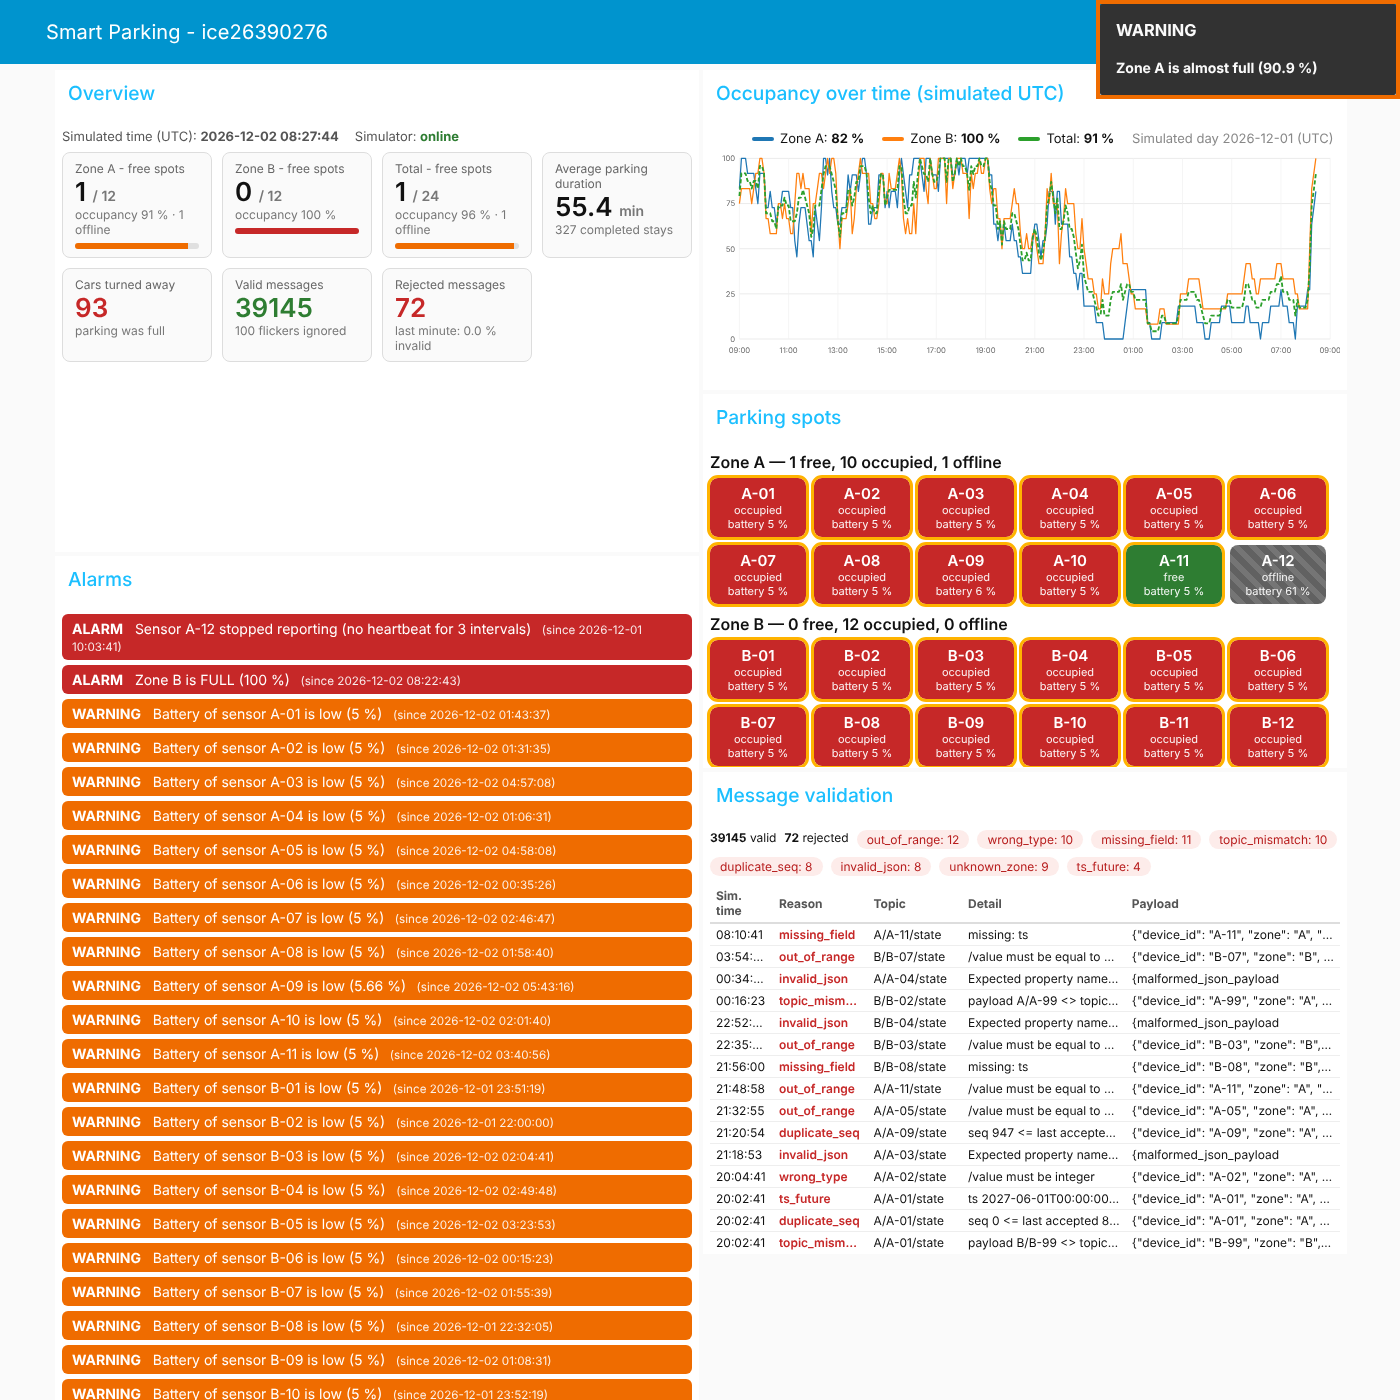 Smart Parking - ice26390276
WARNING
Zone A is almost full (90.9 %)
Overview
Simulated time (UTC): 2026-12-02 08:27:44 Simulator: online
Zone A - free spots
1 / 12
occupancy 91 % · 1
offline
Zone B - free spots
0 / 12
occupancy 100 %
Total - free spots
1 / 24
occupancy 96 % · 1
offline
Average parking
duration
55.4 min
327 completed stays
Cars turned away
93
parking was full
Valid messages
39145
100 flickers ignored
Rejected messages
72
last minute: 0.0 %
invalid
Alarms
ALARM Sensor A-12 stopped reporting (no heartbeat for 3 intervals) (since 2026-12-01
10:03:41)
ALARM Zone B is FULL (100 %) (since 2026-12-02 08:22:43)
WARNING Battery of sensor A-01 is low (5 %) (since 2026-12-02 01:43:37)
WARNING Battery of sensor A-02 is low (5 %) (since 2026-12-02 01:31:35)
WARNING Battery of sensor A-03 is low (5 %) (since 2026-12-02 04:57:08)
WARNING Battery of sensor A-04 is low (5 %) (since 2026-12-02 01:06:31)
WARNING Battery of sensor A-05 is low (5 %) (since 2026-12-02 04:58:08)
WARNING Battery of sensor A-06 is low (5 %) (since 2026-12-02 00:35:26)
WARNING Battery of sensor A-07 is low (5 %) (since 2026-12-02 02:46:47)
WARNING Battery of sensor A-08 is low (5 %) (since 2026-12-02 01:58:40)
WARNING Battery of sensor A-09 is low (5.66 %) (since 2026-12-02 05:43:16)
WARNING Battery of sensor A-10 is low (5 %) (since 2026-12-02 02:01:40)
WARNING Battery of sensor A-11 is low (5 %) (since 2026-12-02 03:40:56)
WARNING Battery of sensor B-01 is low (5 %) (since 2026-12-01 23:51:19)
WARNING Battery of sensor B-02 is low (5 %) (since 2026-12-01 22:00:00)
WARNING Battery of sensor B-03 is low (5 %) (since 2026-12-02 02:04:41)
WARNING Battery of sensor B-04 is low (5 %) (since 2026-12-02 02:49:48)
WARNING Battery of sensor B-05 is low (5 %) (since 2026-12-02 03:23:53)
WARNING Battery of sensor B-06 is low (5 %) (since 2026-12-02 00:15:23)
WARNING Battery of sensor B-07 is low (5 %) (since 2026-12-02 01:55:39)
WARNING Battery of sensor B-08 is low (5 %) (since 2026-12-01 22:32:05)
WARNING Battery of sensor B-09 is low (5 %) (since 2026-12-02 01:08:31)
WARNING Battery of sensor B-10 is low (5 %) (since 2026-12-01 23:52:19)
Occupancy over time (simulated UTC)
Zone A: 82 % Zone B: 100 % Total: 91 % Simulated day 2026-12-01 (UTC)
100
75
50
25
0
09:00 11:00 13:00 15:00 17:00 19:00 21:00 23:00 01:00 03:00 05:00 07:00 09:00
Parking spots
Zone A — 1 free, 10 occupied, 1 offline
A-01 A-02 A-03 A-04 A-05 A-06
occupied occupied occupied occupied occupied occupied
battery 5 % battery 5 % battery 5 % battery 5 % battery 5 % battery 5 %
A-07 A-08 A-09 A-10 A-11 A-12
occupied occupied occupied occupied free offline
battery 5 % battery 5 % battery 6 % battery 5 % battery 5 % battery 61 %
Zone B — 0 free, 12 occupied, 0 offline
B-01 B-02 B-03 B-04 B-05 B-06
occupied occupied occupied occupied occupied occupied
battery 5 % battery 5 % battery 5 % battery 5 % battery 5 % battery 5 %
B-07 B-08 B-09 B-10 B-11 B-12
occupied occupied occupied occupied occupied occupied
battery 5 % battery 5 % battery 5 % battery 5 % battery 5 % battery 5 %
Message validation
39145 valid 72 rejected out_of_range: 12 wrong_type: 10 missing_field: 11 topic_mismatch: 10
duplicate_seq: 8 invalid_json: 8 unknown_zone: 9 ts_future: 4
Sim.
time Reason Topic Detail Payload
08:10:41 missing_field A/A-11/state missing: ts {"device_id": "A-11", "zone": "A", "...
03:54:... out_of_range B/B-07/state /value must be equal to ... {"device_id": "B-07", "zone": "B", ...
00:34:... invalid_json A/A-04/state Expected property name... {malformed_json_payload
00:16:23 topic_mism... B/B-02/state payload A/A-99 <> topic... {"device_id": "A-99", "zone": "A", ...
22:52:... invalid_json B/B-04/state Expected property name... {malformed_json_payload
22:35:... out_of_range B/B-03/state /value must be equal to ... {"device_id": "B-03", "zone": "B",...
21:56:00 missing_field B/B-08/state missing: ts {"device_id": "B-08", "zone": "B",...
21:48:58 out_of_range A/A-11/state /value must be equal to ... {"device_id": "A-11", "zone": "A", "...
21:32:55 out_of_range A/A-05/state /value must be equal to ... {"device_id": "A-05", "zone": "A", ...
21:20:54 duplicate_seq A/A-09/state seq 947 <= last accepte... {"device_id": "A-09", "zone": "A", ...
21:18:53 invalid_json A/A-03/state Expected property name... {malformed_json_payload
20:04:41 wrong_type A/A-02/state /value must be integer {"device_id": "A-02", "zone": "A", ...
20:02:41 ts_future A/A-01/state ts 2027-06-01T00:00:00... {"device_id": "A-01", "zone": "A", ...
20:02:41 duplicate_seq A/A-01/state seq 0 <= last accepted 8... {"device_id": "A-01", "zone": "A", ...
20:02:41 topic_mism... A/A-01/state payload B/B-99 <> topic... {"device_id": "B-99", "zone": "B",...